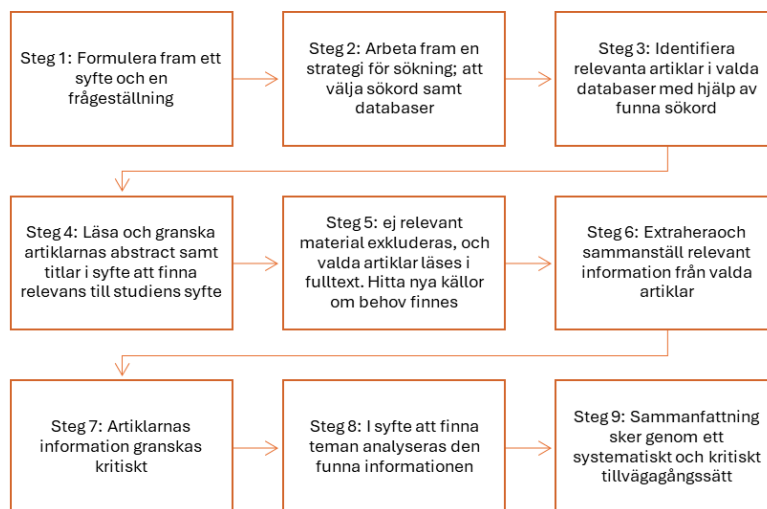 Steg 1: Formulera fram ett
syfte och en
frågeställning
Steg 2: Arbeta fram en
strategi för sökning; att
välja sökord samt
databaser
Steg 3: Identifiera
relevanta artiklar i valda
databaser med hjälp av
funna sökord
Steg 4: Läsa och granska
artiklarnas abstract samt
titlar i syfte att finna
relevans till studiens syfte
Steg 5: ej relevant
material exkluderas, och
valda artiklar läses i
fulltext. Hitta nya källor
om behov finnes
Steg 6: Extraheraoch
sammanställ relevant
information från valda
artiklar
Steg 7: Artiklarnas
information granskas
kritiskt
Steg 8: I syfte att finna
teman analyseras den
funna informationen
Steg 9: Sammanfattning
sker genom ett
systematiskt och kritiskt
tillvägagångssätt